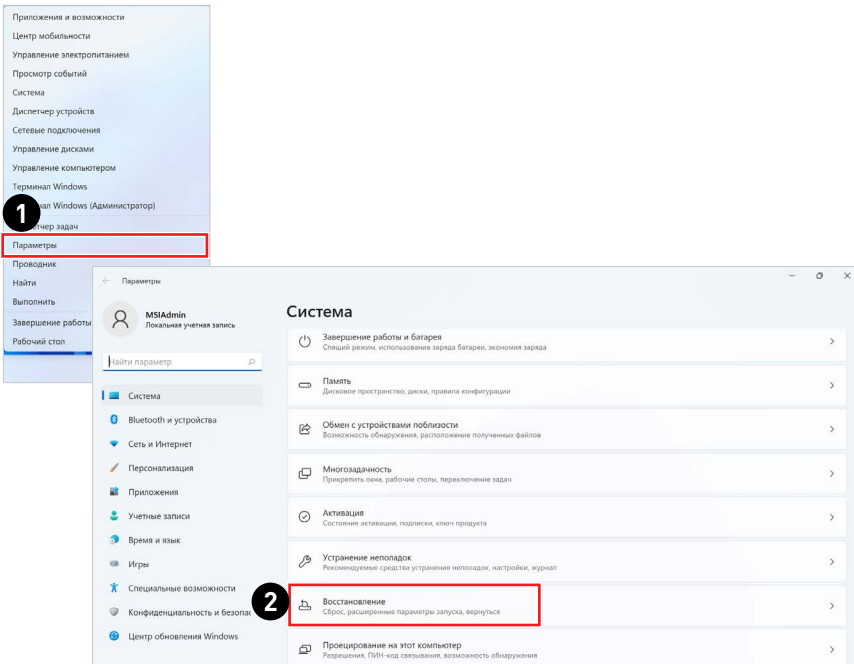 Приложения и возможности
Центр мобильности
Управление электропитанием
Просмотр событий
Система
Диспетчер устройств
Сетевые подключения
Управление дисками
Управление компьютером
Терминал Windows
Windows (Администратор)
1
задач
Параметры
Проводник
Найти
Выполнить
Завершение работы
Рабочий стол
Параметры
MSIAdmin
Локальная учетная запись
Найти параметр
Система
Bluetooth и устройства
Сеть и Интернет
Персонализация
Приложения
Учетные записи
Время и язык
Игры
Специальные возможности
Конфиденциальность и безопас
Центр обновления Windows
Система
Завершение работы и батарея
Спящий режим, использование заряда батареи, экономия заряда
Память
Дисковое пространство, диски, правила конфигурации
Обмен с устройствами поблизости
Возможность обнаружения, расположение полученных файлов
Многозадачность
Прикрепить окна, рабочие столы, переключение задач
Активация
Состояние активации, подписки, ключ продукта
Устранение неполадок
Рекомендуемые средства устранения неполадок, настройки, журнал
2
Восстановление
Сброс, расширенные параметры запуска, вернуться
Проецирование на этот компьютер
Разрешения, ПИН-код связывания, возможность обнаружения